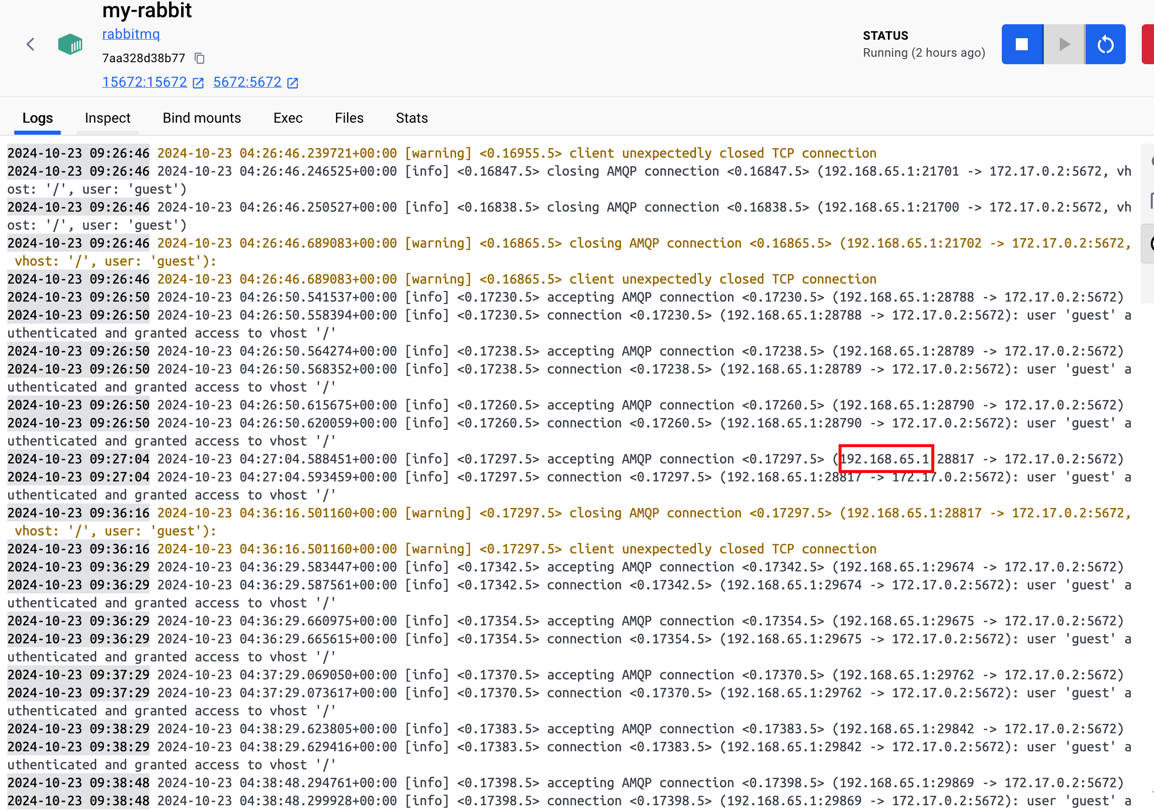 my-rabbit
rabbitmq
7aa328d38b77
15672:15672 5672:5672
STATUS
Running (2 hours ago)
Logs Inspect Bind mounts Exec Files Stats
2024-10-23 09:26:46 2024-10-23 04:26:46.239721+00:00 [warning] <0.16955.5> client unexpectedly closed TCP connection
2024-10-23 09:26:46 2024-10-23 04:26:46.246525+00:00 [info] <0.16847.5> closing AMQP connection <0.16847.5> (192.168.65.1:21701 -> 172.17.0.2:5672, vh
ost: '/', user: 'guest')
2024-10-23 09:26:46 2024-10-23 04:26:46.250527+00:00 [info] <0.16838.5> closing AMQP connection <0.16838.5> (192.168.65.1:21700 -> 172.17.0.2:5672, vh
ost: '/', user: 'guest')
2024-10-23 09:26:46 2024-10-23 04:26:46.689083+00:00 [warning] <0.16865.5> closing AMQP connection <0.16865.5> (192.168.65.1:21702 -> 172.17.0.2:5672,
 vhost: '/', user: 'guest'):
2024-10-23 09:26:46 2024-10-23 04:26:46.689083+00:00 [warning] <0.16865.5> client unexpectedly closed TCP connection
2024-10-23 09:26:50 2024-10-23 04:26:50.541537+00:00 [info] <0.17230.5> accepting AMQP connection <0.17230.5> (192.168.65.1:28788 -> 172.17.0.2:5672)
2024-10-23 09:26:50 2024-10-23 04:26:50.558394+00:00 [info] <0.17230.5> connection <0.17230.5> (192.168.65.1:28788 -> 172.17.0.2:5672): user 'guest' a
uthenticated and granted access to vhost '/'
2024-10-23 09:26:50 2024-10-23 04:26:50.564274+00:00 [info] <0.17238.5> accepting AMQP connection <0.17238.5> (192.168.65.1:28789 -> 172.17.0.2:5672)
2024-10-23 09:26:50 2024-10-23 04:26:50.568352+00:00 [info] <0.17238.5> connection <0.17238.5> (192.168.65.1:28789 -> 172.17.0.2:5672): user 'guest' a
uthenticated and granted access to vhost '/'
2024-10-23 09:26:50 2024-10-23 04:26:50.615675+00:00 [info] <0.17260.5> accepting AMQP connection <0.17260.5> (192.168.65.1:28790 -> 172.17.0.2:5672)
2024-10-23 09:26:50 2024-10-23 04:26:50.620059+00:00 [info] <0.17260.5> connection <0.17260.5> (192.168.65.1:28790 -> 172.17.0.2:5672): user 'guest' a
uthenticated and granted access to vhost '/'
2024-10-23 09:27:04 2024-10-23 04:27:04.588451+00:00 [info] <0.17297.5> accepting AMQP connection <0.17297.5> (192.168.65.1:28817 -> 172.17.0.2:5672)
2024-10-23 09:27:04 2024-10-23 04:27:04.593459+00:00 [info] <0.17297.5> connection <0.17297.5> (192.168.65.1:28817 -> 172.17.0.2:5672): user 'guest' a
uthenticated and granted access to vhost '/'
2024-10-23 09:36:16 2024-10-23 04:36:16.501160+00:00 [warning] <0.17297.5> closing AMQP connection <0.17297.5> (192.168.65.1:28817 -> 172.17.0.2:5672,
 vhost: '/', user: 'guest'):
2024-10-23 09:36:16 2024-10-23 04:36:16.501160+00:00 [warning] <0.17297.5> client unexpectedly closed TCP connection
2024-10-23 09:36:29 2024-10-23 04:36:29.583447+00:00 [info] <0.17342.5> accepting AMQP connection <0.17342.5> (192.168.65.1:29674 -> 172.17.0.2:5672)
2024-10-23 09:36:29 2024-10-23 04:36:29.587561+00:00 [info] <0.17342.5> connection <0.17342.5> (192.168.65.1:29674 -> 172.17.0.2:5672): user 'guest' a
uthenticated and granted access to vhost '/'
2024-10-23 09:36:29 2024-10-23 04:36:29.660975+00:00 [info] <0.17354.5> accepting AMQP connection <0.17354.5> (192.168.65.1:29675 -> 172.17.0.2:5672)
2024-10-23 09:36:29 2024-10-23 04:36:29.665615+00:00 [info] <0.17354.5> connection <0.17354.5> (192.168.65.1:29675 -> 172.17.0.2:5672): user 'guest' a
uthenticated and granted access to vhost '/'
2024-10-23 09:37:29 2024-10-23 04:37:29.069050+00:00 [info] <0.17370.5> accepting AMQP connection <0.17370.5> (192.168.65.1:29762 -> 172.17.0.2:5672)
2024-10-23 09:37:29 2024-10-23 04:37:29.073617+00:00 [info] <0.17370.5> connection <0.17370.5> (192.168.65.1:29762 -> 172.17.0.2:5672): user 'guest' a
uthenticated and granted access to vhost '/'
2024-10-23 09:38:29 2024-10-23 04:38:29.623805+00:00 [info] <0.17383.5> accepting AMQP connection <0.17383.5> (192.168.65.1:29842 -> 172.17.0.2:5672)
2024-10-23 09:38:29 2024-10-23 04:38:29.629416+00:00 [info] <0.17383.5> connection <0.17383.5> (192.168.65.1:29842 -> 172.17.0.2:5672): user 'guest' a
uthenticated and granted access to vhost '/'
2024-10-23 09:38:48 2024-10-23 04:38:48.294761+00:00 [info] <0.17398.5> accepting AMQP connection <0.17398.5> (192.168.65.1:29869 -> 172.17.0.2:5672)
2024-10-23 09:38:48 2024-10-23 04:38:48.299928+00:00 [info] <0.17398.5> connection <0.17398.5> (192.168.65.1:29869 -> 172.17.0.2:5672): user 'guest' a